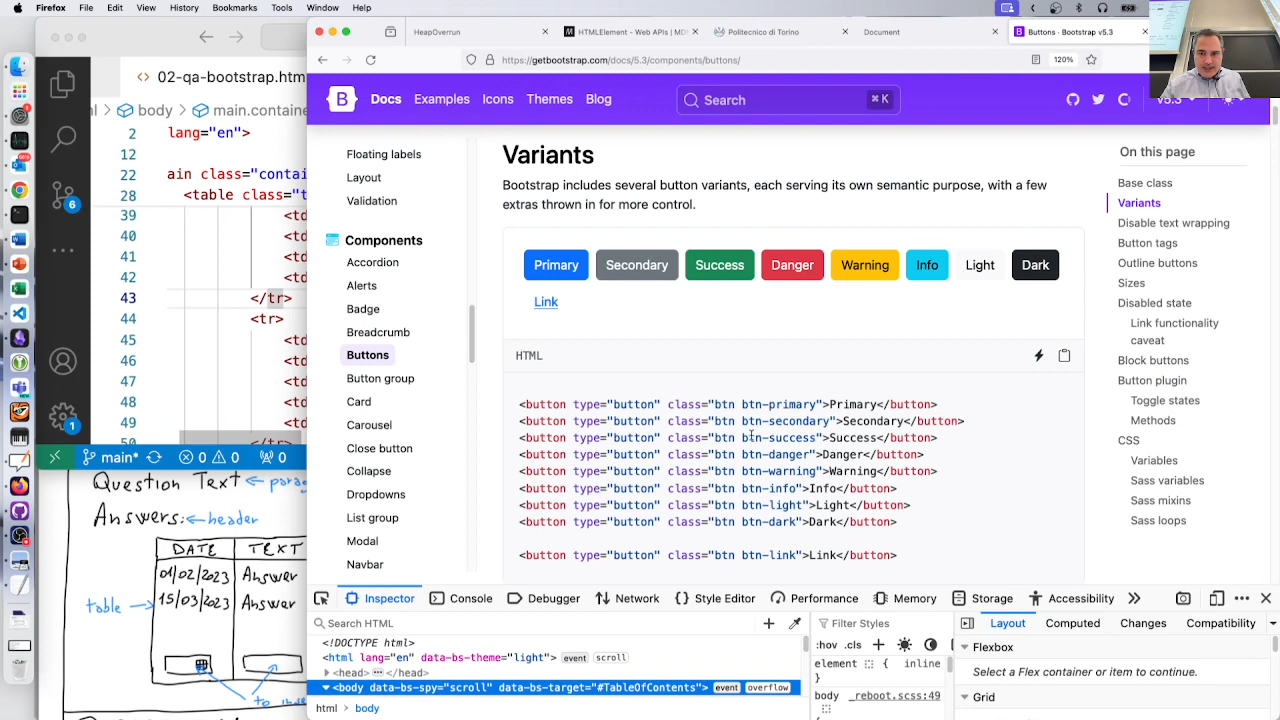 Firefox File Edit View History Bookmarks Tools Window Help
HeapOverrun
HTMLElement - Web APIs | MD
Politecnico di Torino
Document
Buttons · Bootstrap v5.3
https://getbootstrap.com/docs/5.3/components/buttons/
120%
02-qa-bootstrap.htm
body
main.container
Docs Examples Icons Themes Blog
Search
⌘ K
v5.3
2 lang="en">
12
22 ain class="contai
28 <table class="t
39 <td
40 <td
41 <td
42 <td
43 </tr>
44 <tr>
45 <td
46 <td
47 <td
48 <td
49 <td
50 </tr>
6
1
main* 0 0 0
Floating labels
Layout
Validation
Components
Accordion
Alerts
Badge
Breadcrumb
Buttons
Button group
Card
Carousel
Close button
Collapse
Dropdowns
List group
Modal
Navbar
Variants
Bootstrap includes several button variants, each serving its own semantic purpose, with a few
extras thrown in for more control.
Primary Secondary Success Danger Warning Info Light Dark
Link
HTML
<button type="button" class="btn btn-primary">Primary</button>
<button type="button" class="btn btn-secondary">Secondary</button>
<button type="button" class="btn btn-success">Success</button>
<button type="button" class="btn btn-danger">Danger</button>
<button type="button" class="btn btn-warning">Warning</button>
<button type="button" class="btn btn-info">Info</button>
<button type="button" class="btn btn-light">Light</button>
<button type="button" class="btn btn-dark">Dark</button>
<button type="button" class="btn btn-link">Link</button>
On this page
Base class
Variants
Disable text wrapping
Button tags
Outline buttons
Sizes
Disabled state
Link functionality
caveat
Block buttons
Button plugin
Toggle states
Methods
CSS
Variables
Sass variables
Sass mixins
Sass loops
Question Text
Answers:
header
DATE TEXT
01/02/2023 Answer
15/03/2023 Answer
table
Inspector Console Debugger Network Style Editor Performance Memory Storage Accessibility
Search HTML
<!DOCTYPE html>
<html lang="en" data-bs-theme="light"> event scroll
<head> </head>
<body data-bs-spy="scroll" data-bs-target="#TableOfContents"> event overflow
html body
Filter Styles
:hov .cls
element inline
}
body _reboot.scss:49
Layout Computed Changes Compatibility
Flexbox
Select a Flex container or item to continue.
Grid